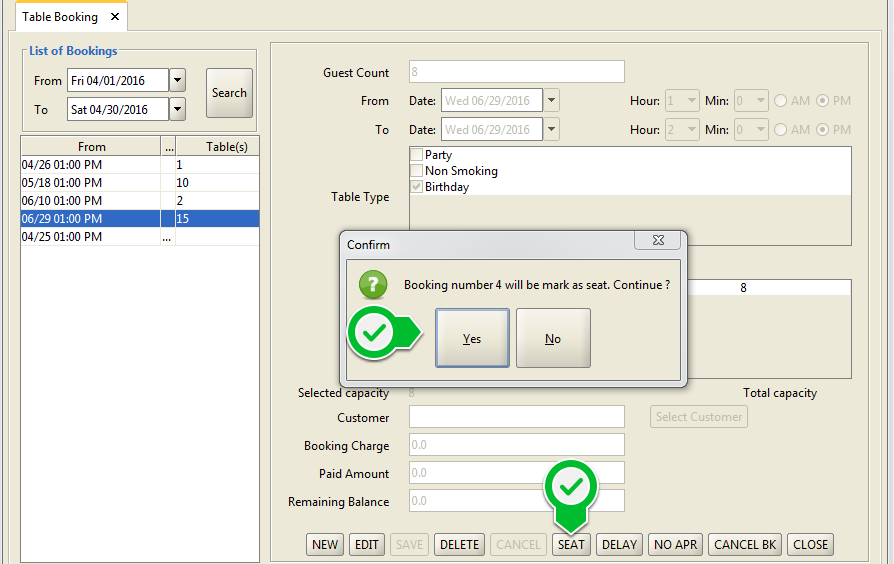 Table Booking
List of Bookings
From Fri 04/01/2016
To Sat 04/30/2016
Search
From ... Table(s)
04/26 01:00 PM 1
05/18 01:00 PM 10
06/10 01:00 PM 2
06/29 01:00 PM 15
04/25 01:00 PM ...
Guest Count 8
From Date: Wed 06/29/2016 Hour: 1 Min: 0 AM PM
To Date: Wed 06/29/2016 Hour: 2 Min: 0 AM PM
Table Type
Party
Non Smoking
Birthday
Confirm
Booking number 4 will be mark as seat. Continue ?
Yes No
8
Selected capacity 8 Total capacity
Customer Select Customer
Booking Charge 0.0
Paid Amount 0.0
Remaining Balance 0.0
NEW EDIT SAVE DELETE CANCEL SEAT DELAY NO APR CANCEL BK CLOSE